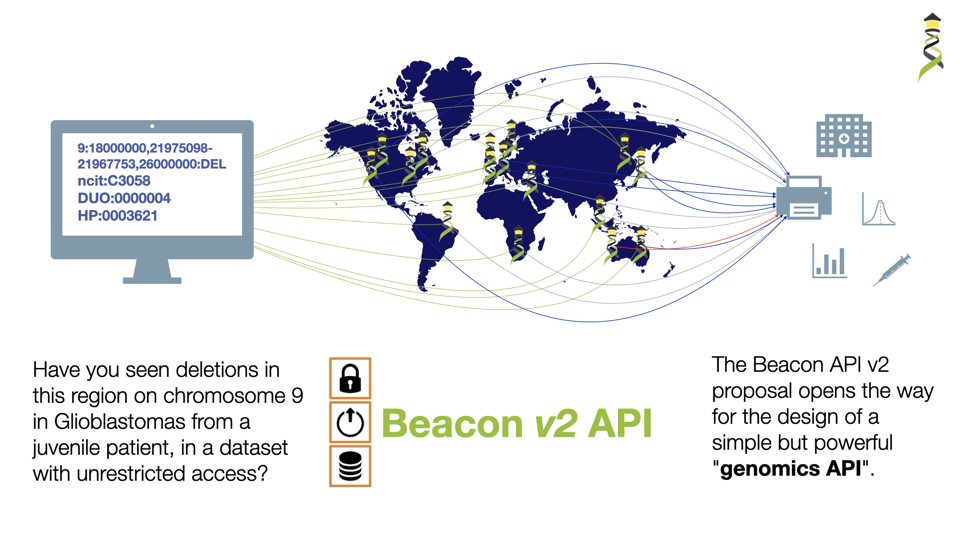 9:18000000,21975098-
21967753,26000000:DEL
ncit:C3058
DUO:0000004
HP:0003621
Have you seen deletions in
this region on chromosome 9
in Glioblastomas from a
juvenile patient, in a dataset
with unrestricted access?
Beacon v2 API
The Beacon API v2
proposal opens the way
for the design of a
simple but powerful
"genomics API".